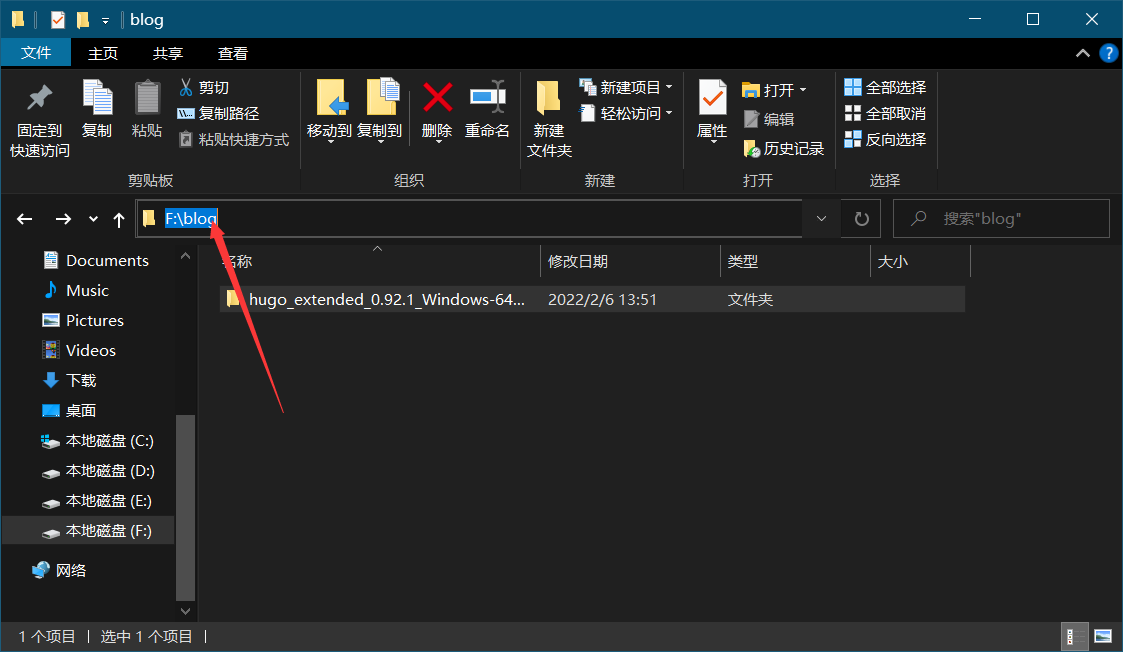 blog
文件 主页 共享 查看
固定到快速访问
复制
粘贴
剪切
复制路径
粘贴快捷方式
剪贴板
移动到
复制到
删除
重命名
组织
新建文件夹
新建项目
轻松访问
新建
属性
打开
编辑
历史记录
打开
全部选择
全部取消
反向选择
选择
F:\blog
搜索"blog"
Documents
Music
Pictures
Videos
下载
桌面
本地磁盘 (C:)
本地磁盘 (D:)
本地磁盘 (E:)
本地磁盘 (F:)
网络
名称 修改日期 类型 大小
hugo_extended_0.92.1_Windows-64... 2022/2/6 13:51 文件夹
1 个项目 选中 1 个项目